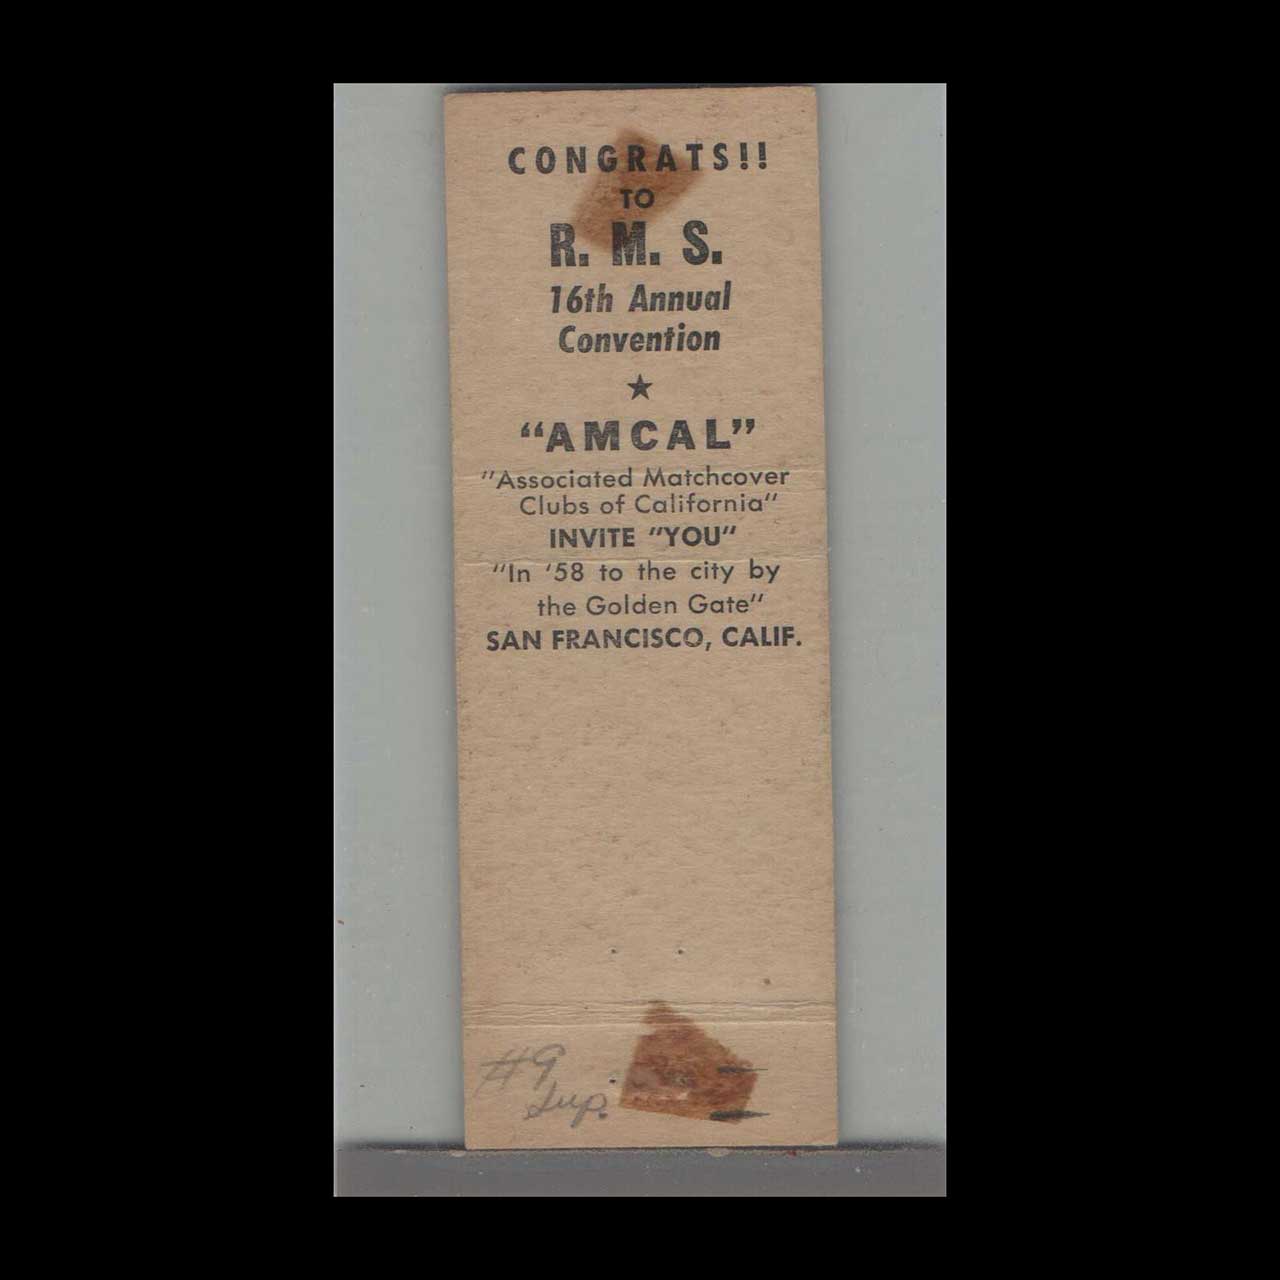 CONGRATS!!
TO
R. M. S.
16th Annual
Convention
★
“AMCAL”
"Associated Matchcover
Clubs of California"
INVITE "YOU"
"In '58 to the city by
the Golden Gate"
SAN FRANCISCO, CALIF.
#9
Dup.